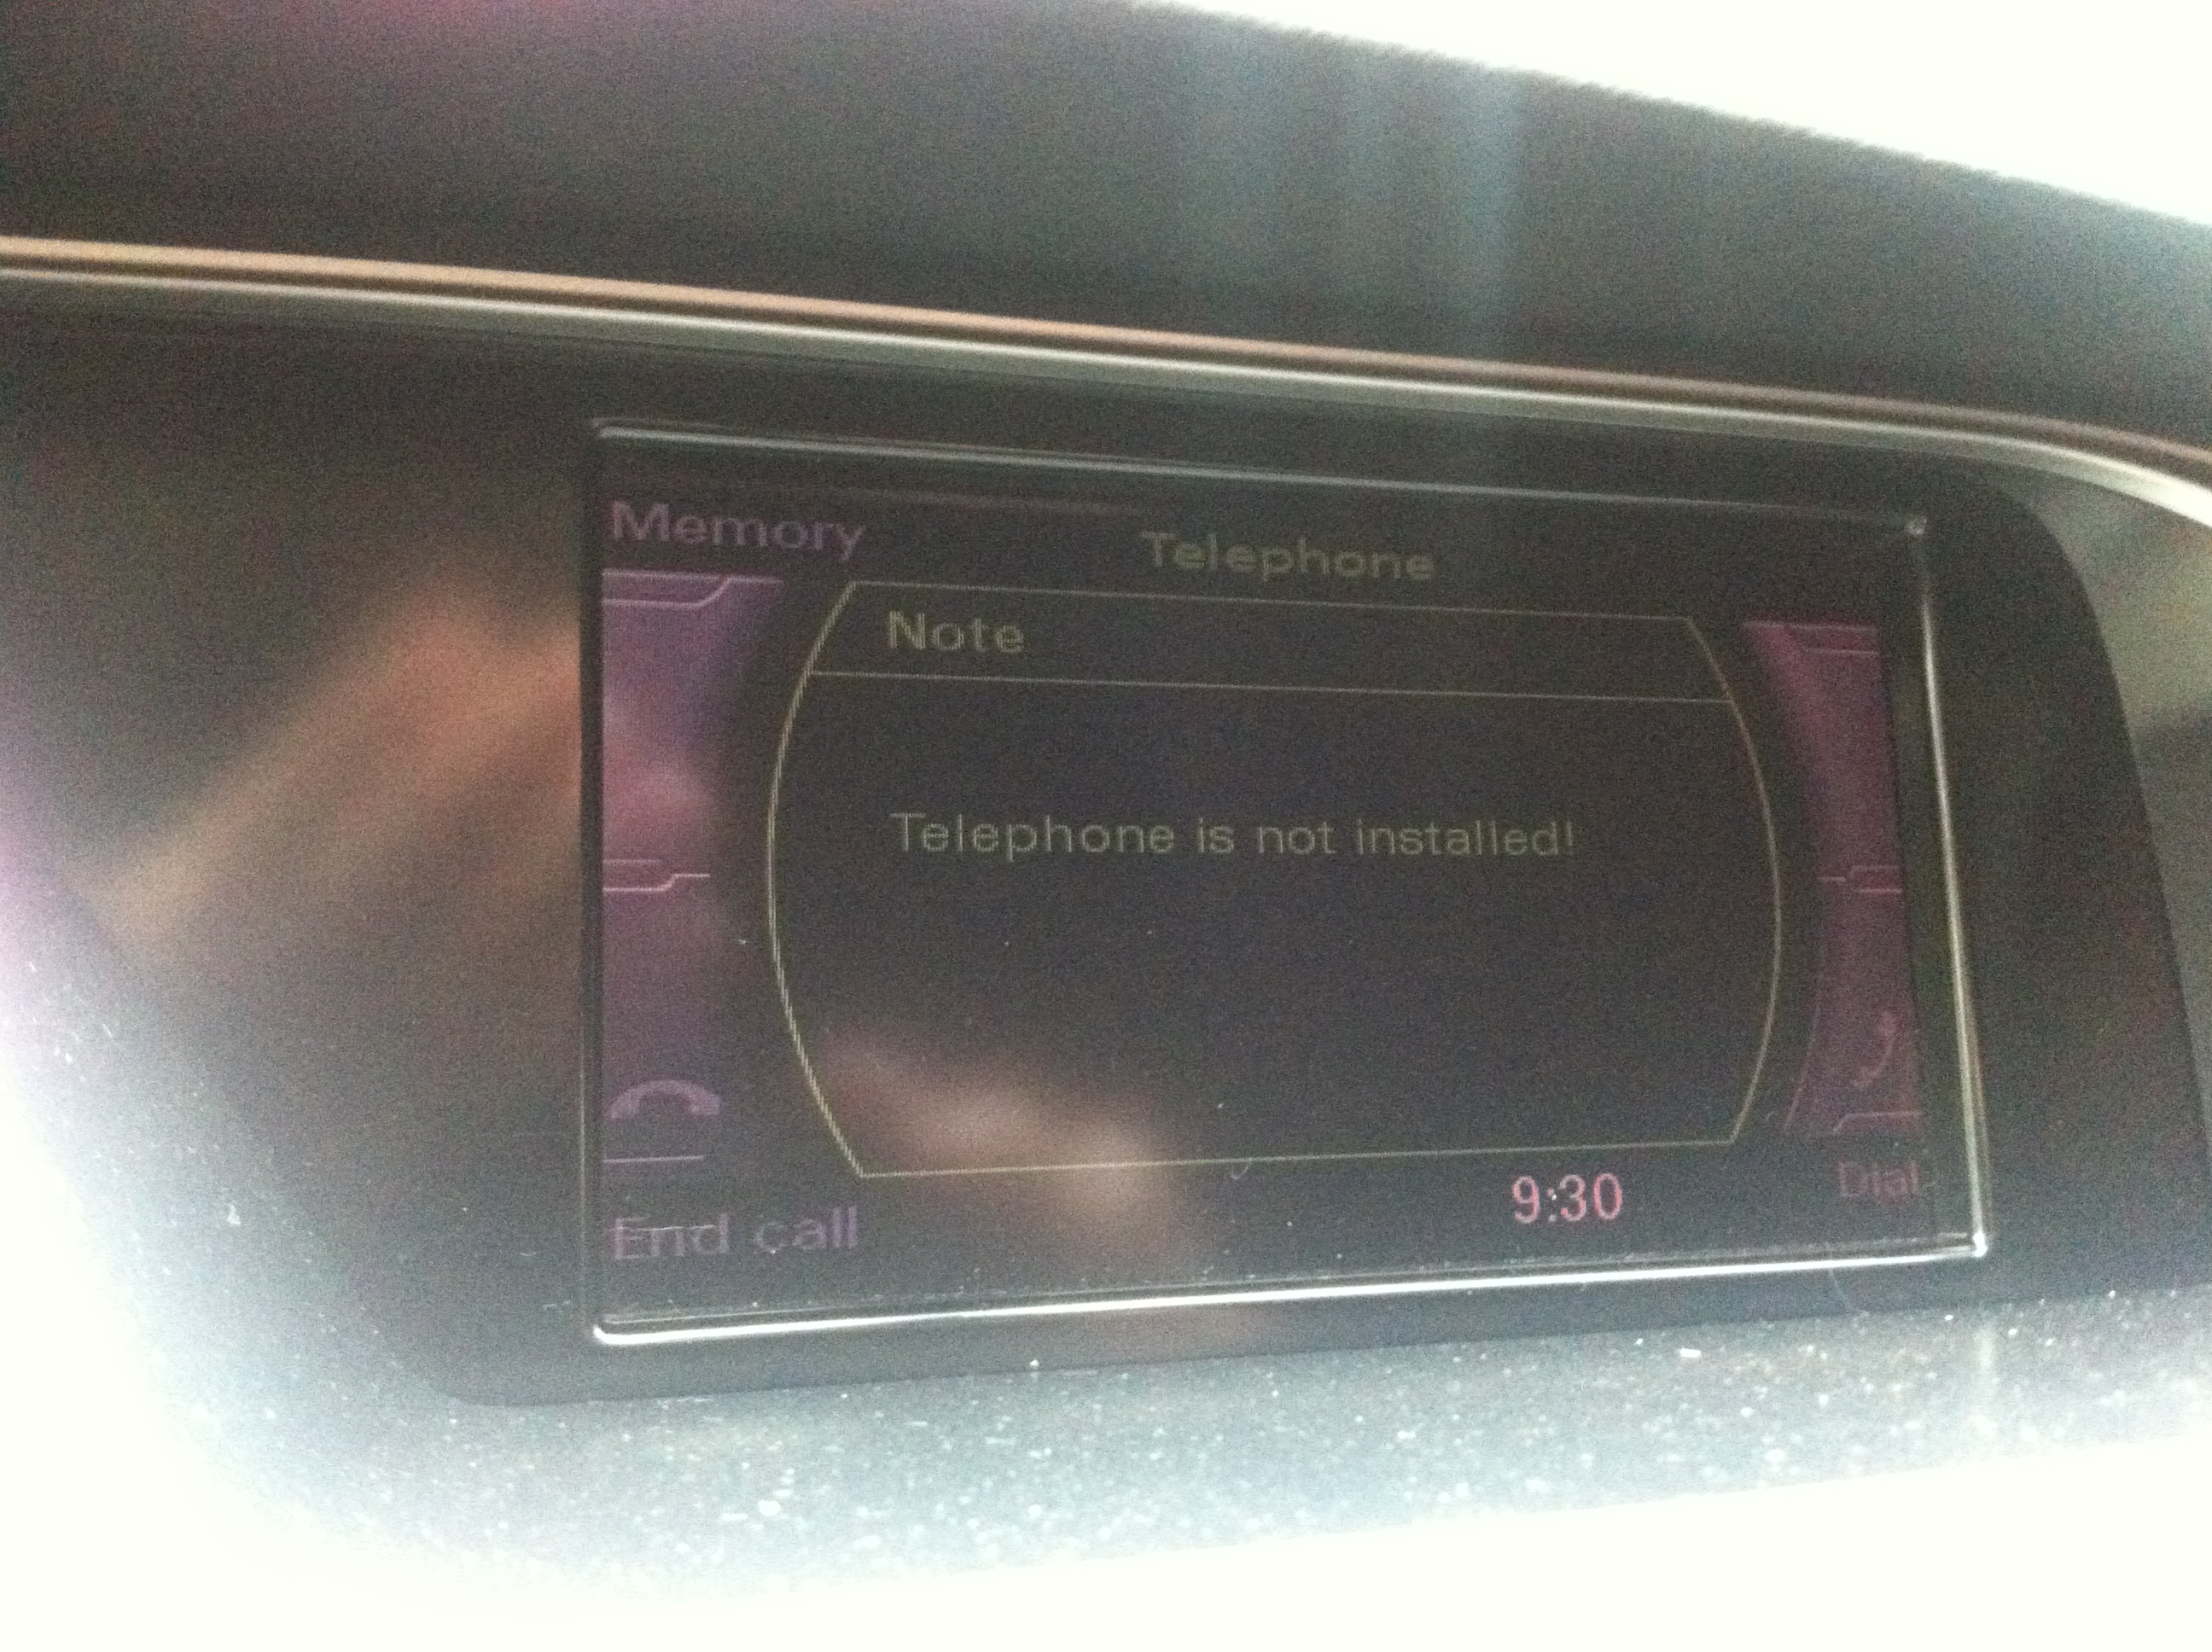 Memory
Telephone
Note
Telephone is not installed!
9:30
Dial
End call